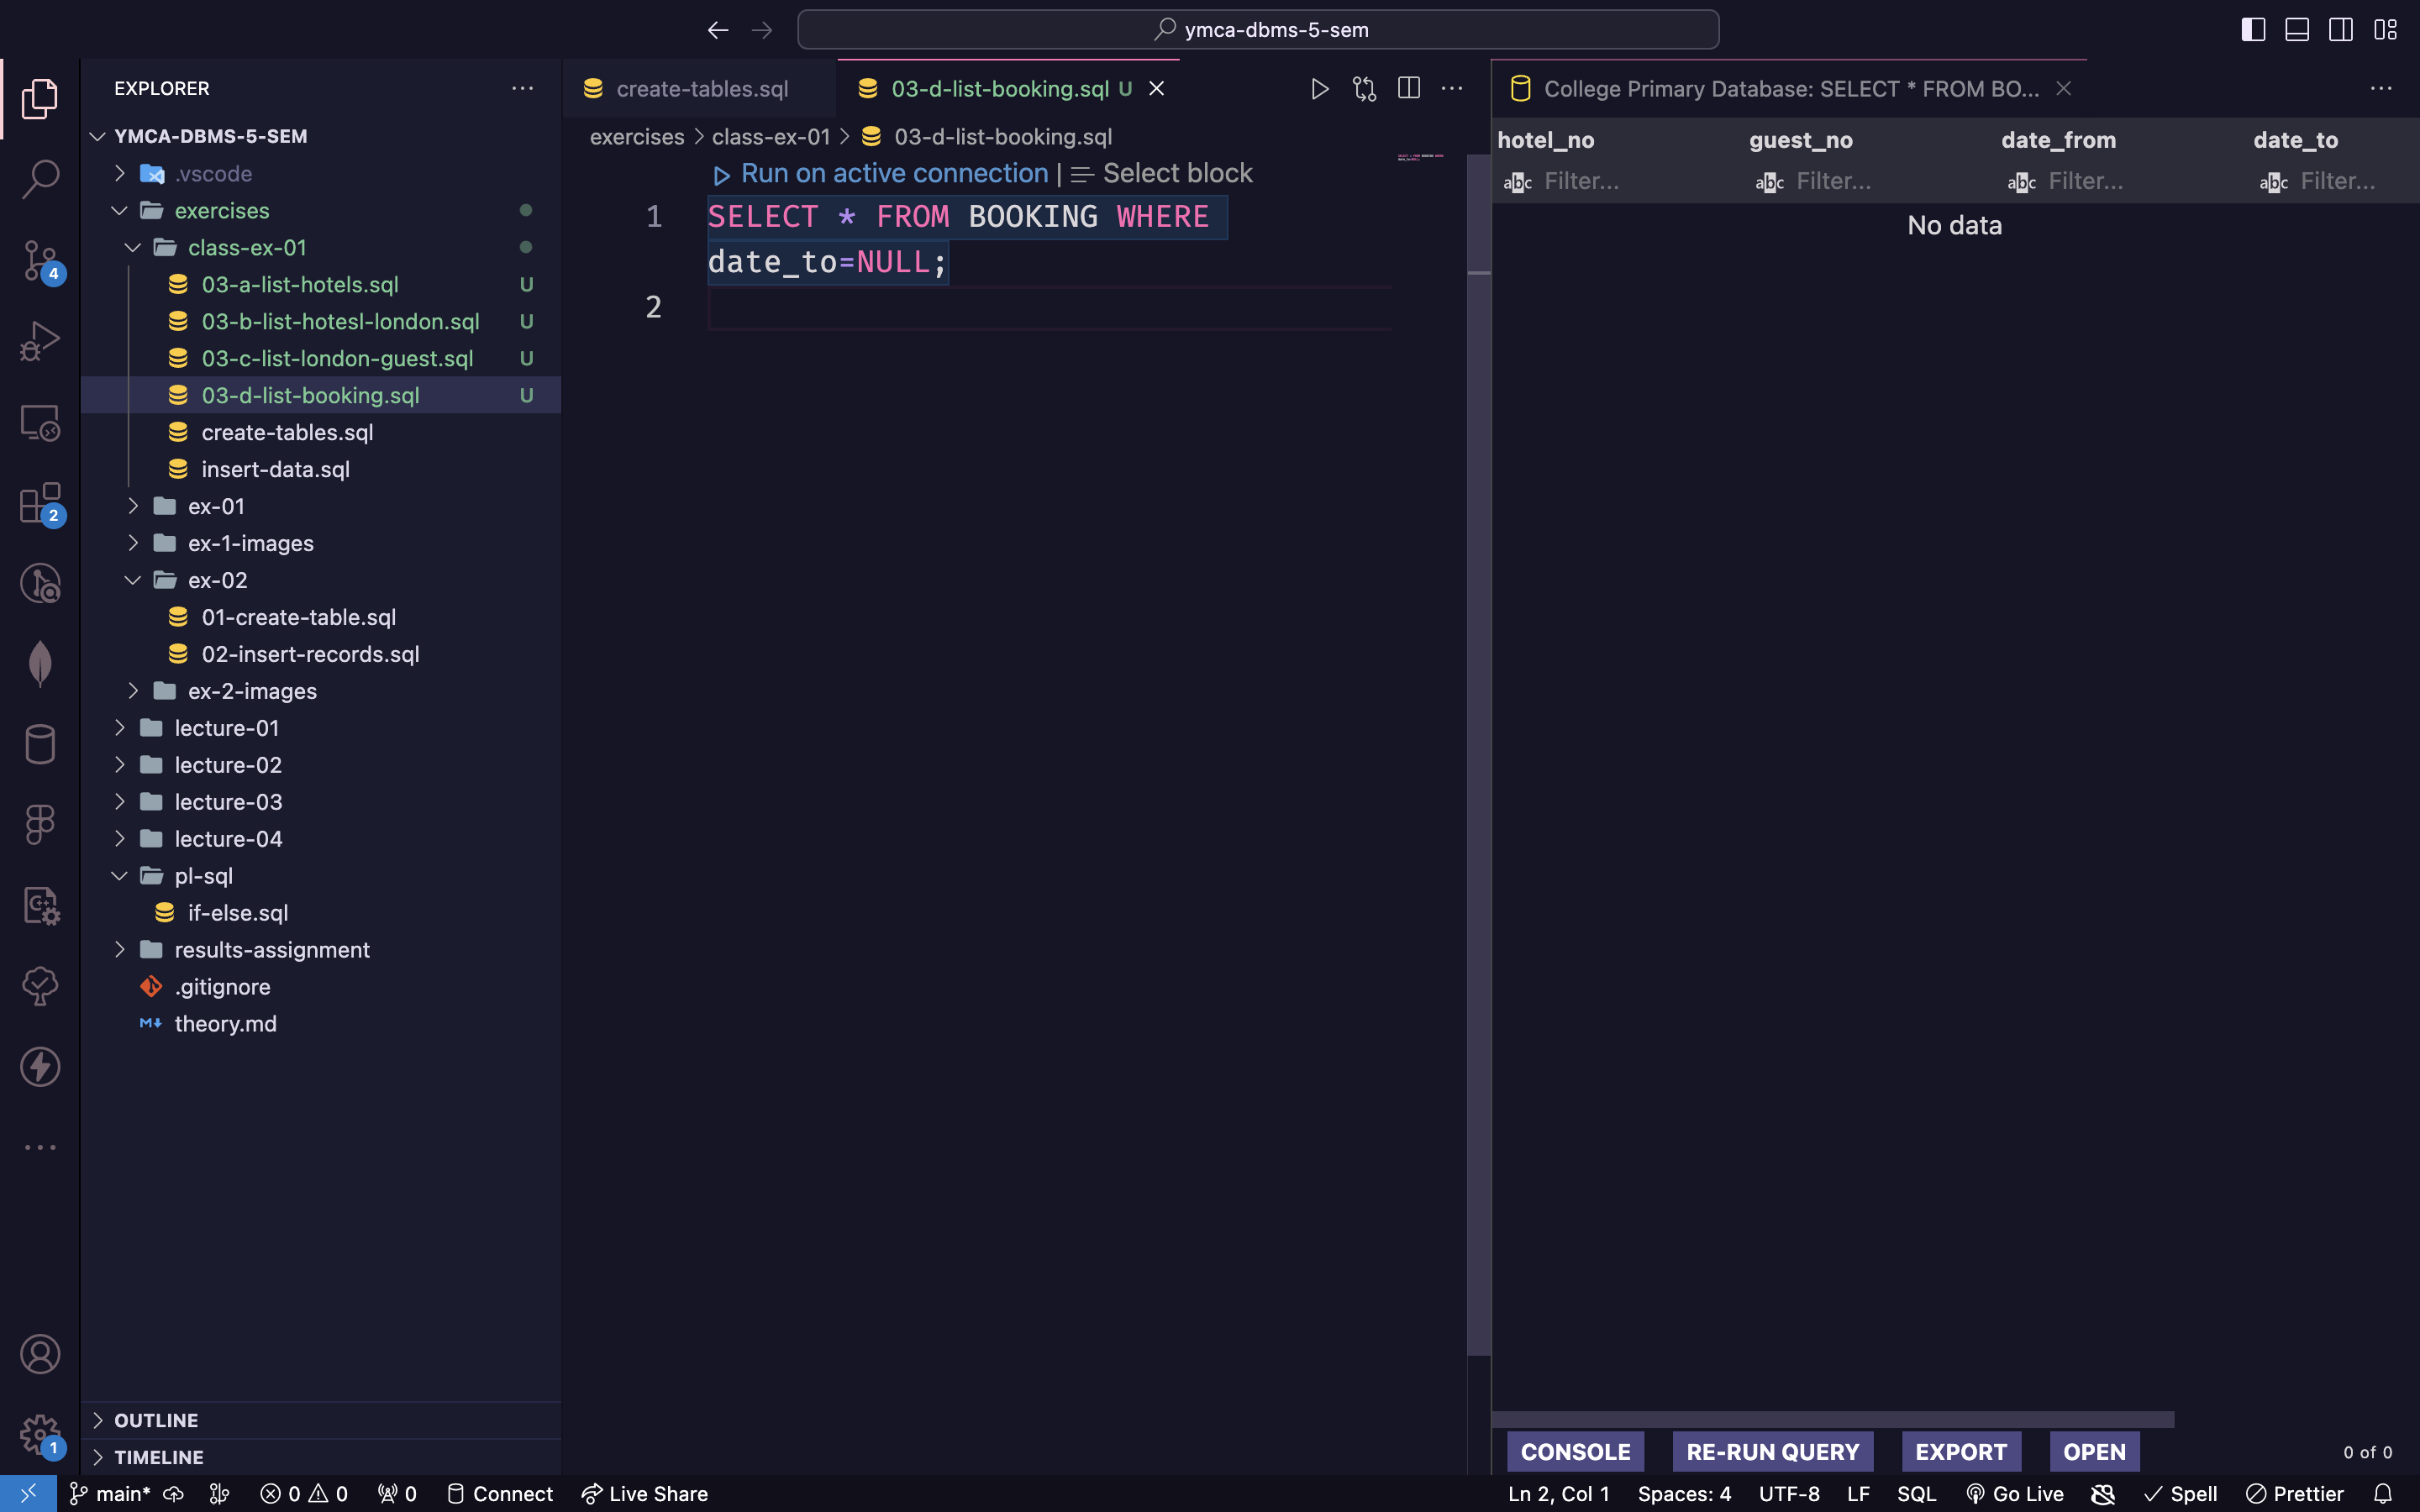 ymca-dbms-5-sem
EXPLORER
YMCA-DBMS-5-SEM
.vscode
exercises
class-ex-01
03-a-list-hotels.sql U
03-b-list-hotesl-london.sql U
03-c-list-london-guest.sql U
03-d-list-booking.sql U
create-tables.sql
insert-data.sql
ex-01
ex-1-images
ex-02
01-create-table.sql
02-insert-records.sql
ex-2-images
lecture-01
lecture-02
lecture-03
lecture-04
pl-sql
if-else.sql
results-assignment
.gitignore
theory.md
OUTLINE
TIMELINE
4
2
1
create-tables.sql
03-d-list-booking.sql U
exercises > class-ex-01 > 03-d-list-booking.sql
Run on active connection | Select block
1 SELECT * FROM BOOKING WHERE
date_to=NULL;
2
College Primary Database: SELECT * FROM BO...
hotel_no guest_no date_from date_to
abc Filter... abc Filter... abc Filter... abc Filter...
No data
CONSOLE RE-RUN QUERY EXPORT OPEN 0 of 0
main* 0 0 0 Connect Live Share Ln 2, Col 1 Spaces: 4 UTF-8 LF SQL Go Live Spell Prettier